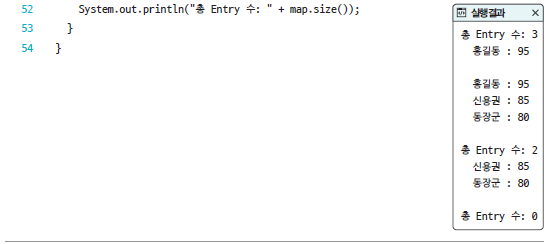 52 System.out.println("총 Entry 수: " + map.size());
53 }
54 }
실행결과
총 Entry 수: 3
홍길동 : 95
홍길동 : 95
신용권 : 85
동장군 : 80
총 Entry 수: 2
신용권 : 85
동장군 : 80
총 Entry 수: 0